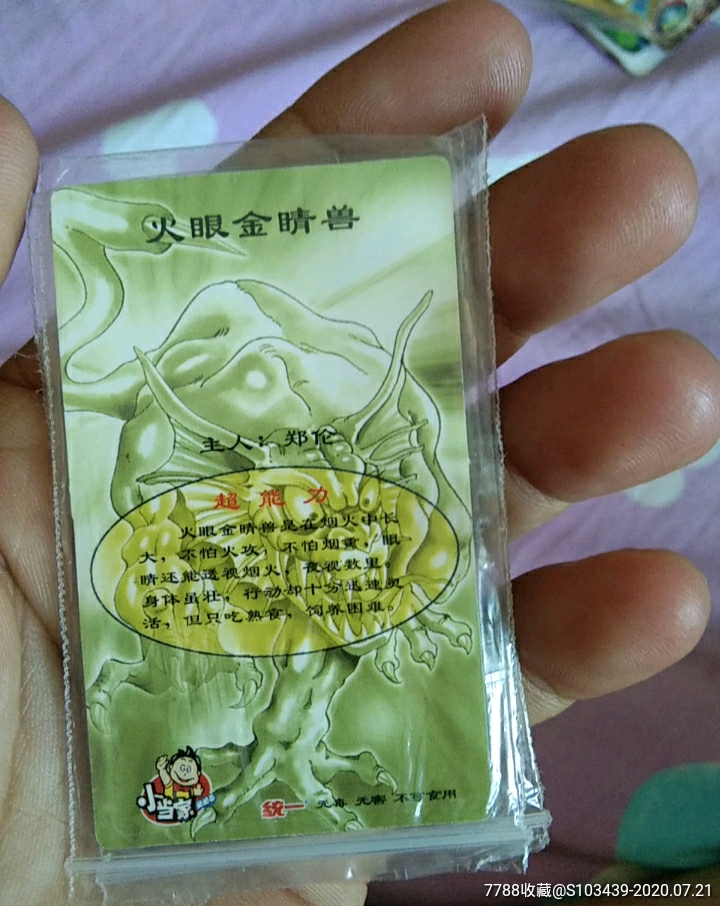 火眼金睛兽
主人：郑伦
超能力
火眼金睛兽是在烟火中长
大，不怕火攻，不怕烟熏，眼
睛还能透视烟火，夜视数里。
身体虽壮，行动却十分迅速灵
活，但只吃熟食，饲养困难。
小当家
统一 无毒 无害 不可食用
7788收藏@S103439-2020.07.21